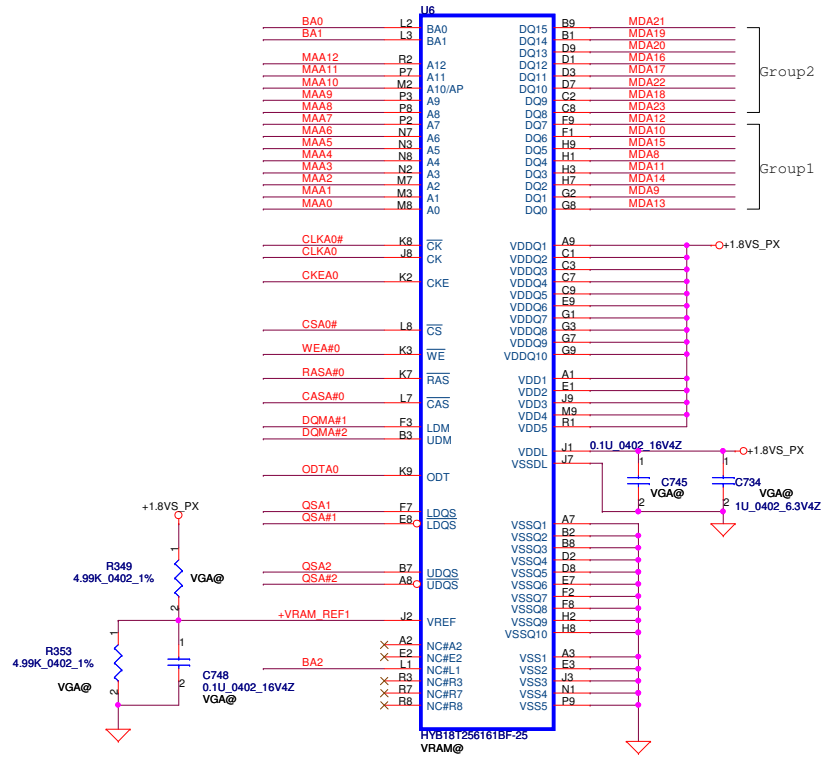 U6
BA0 L2 BA0 DQ15 B9 MDA21
BA1 L3 BA1 DQ14 B1 MDA19
DQ13 D9 MDA20
MAA12 R2 A12 DQ12 D1 MDA16
MAA11 P7 A11 DQ11 D3 MDA17
MAA10 M2 A10/AP DQ10 D7 MDA22
Group2
MAA9 P3 A9 DQ9 C2 MDA18
MAA8 P8 A8 DQ8 C8 MDA23
MAA7 P2 A7 DQ7 F9 MDA12
MAA6 N7 A6 DQ6 F1 MDA10
MAA5 N3 A5 DQ5 H9 MDA15
MAA4 N8 A4 DQ4 H1 MDA8
MAA3 N2 A3 DQ3 H3 MDA11
Group1
MAA2 M7 A2 DQ2 H7 MDA14
MAA1 M3 A1 DQ1 G2 MDA9
MAA0 M8 A0 DQ0 G8 MDA13
CLKA0# K8 CK VDDQ1 A9 +1.8VS_PX
CLKA0 J8 CK VDDQ2 C1
VDDQ3 C3
CKEA0 K2 CKE VDDQ4 C7
VDDQ5 C9
VDDQ6 E9
VDDQ7 G1
CSA0# L8 CS VDDQ8 G3
VDDQ9 G7
WEA#0 K3 WE VDDQ10 G9
RASA#0 K7 RAS VDD1 A1
VDD2 E1
CASA#0 L7 CAS VDD3 J9
VDD4 M9
DQMA#1 F3 LDM VDD5 R1
DQMA#2 B3 UDM
VDDL J1 0.1U_0402_16V4Z +1.8VS_PX
VSSDL J7
1 1
ODTA0 K9 ODT
C745 C734
VGA@ VGA@
2 2
1U_0402_6.3V4Z
+1.8VS_PX
QSA1 F7 LDQS
QSA#1 E8 LDQS VSSQ1 A7
VSSQ2 B2
VSSQ3 B8
VSSQ4 D2
1
R349
4.99K_0402_1%
VGA@
2
QSA2 B7 UDQS VSSQ5 D8
QSA#2 A8 UDQS VSSQ6 E7
VSSQ7 F2
VSSQ8 F8
+VRAM_REF1 J2 VREF VSSQ9 H2
VSSQ10 H8
1 1
R353
4.99K_0402_1%
VGA@
2 2
C748
0.1U_0402_16V4Z
VGA@
A2 NC#A2
E2 NC#E2 VSS1 A3
BA2 L1 NC#L1 VSS2 E3
R3 NC#R3 VSS3 J3
R7 NC#R7 VSS4 N1
R8 NC#R8 VSS5 P9
HYB18T256161BF-25
VRAM@